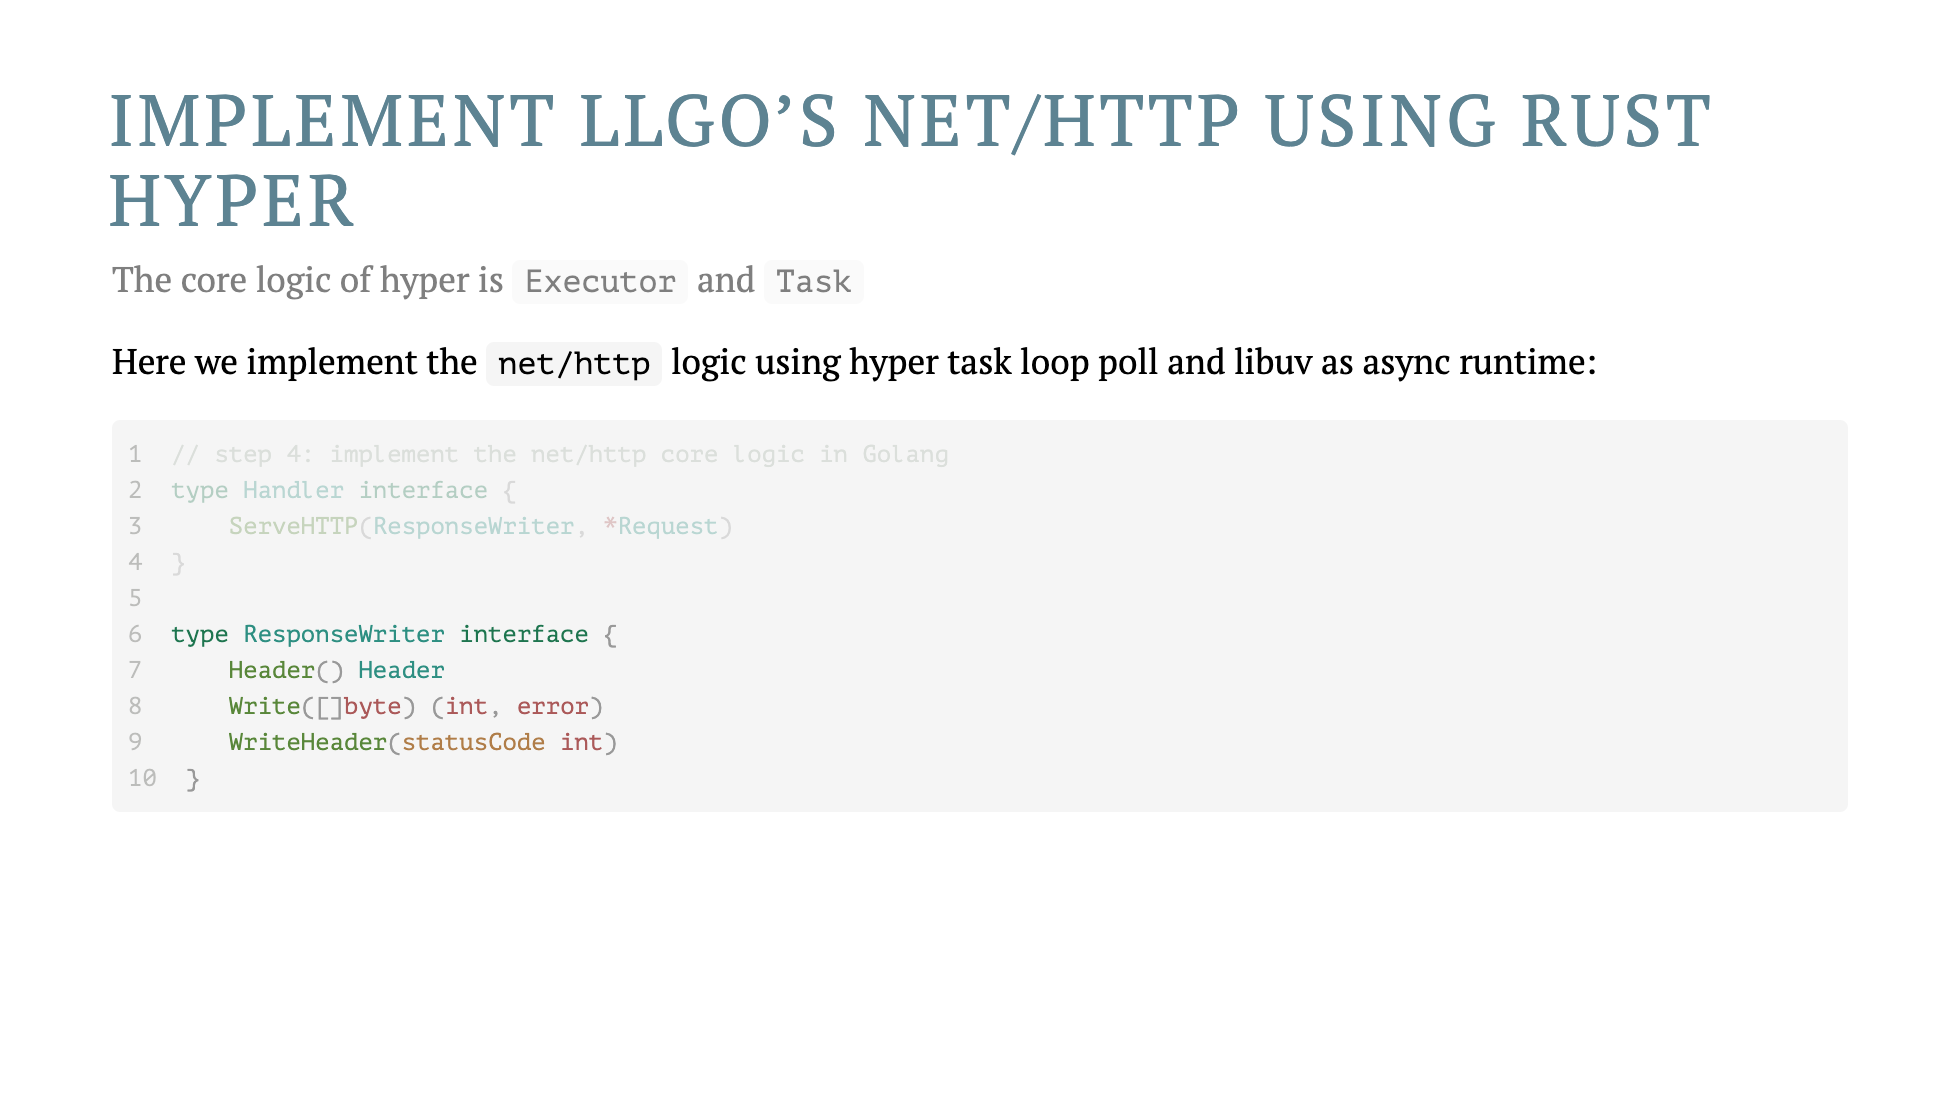 IMPLEMENT LLGO’S NET/HTTP USING RUST
HYPER
The core logic of hyper is Executor and Task
Here we implement the net/http logic using hyper task loop poll and libuv as async runtime:
1 // step 4: implement the net/http core logic in Golang
2 type Handler interface {
3     ServeHTTP(ResponseWriter, *Request)
4 }
5
6 type ResponseWriter interface {
7     Header() Header
8     Write([]byte) (int, error)
9     WriteHeader(statusCode int)
10 }